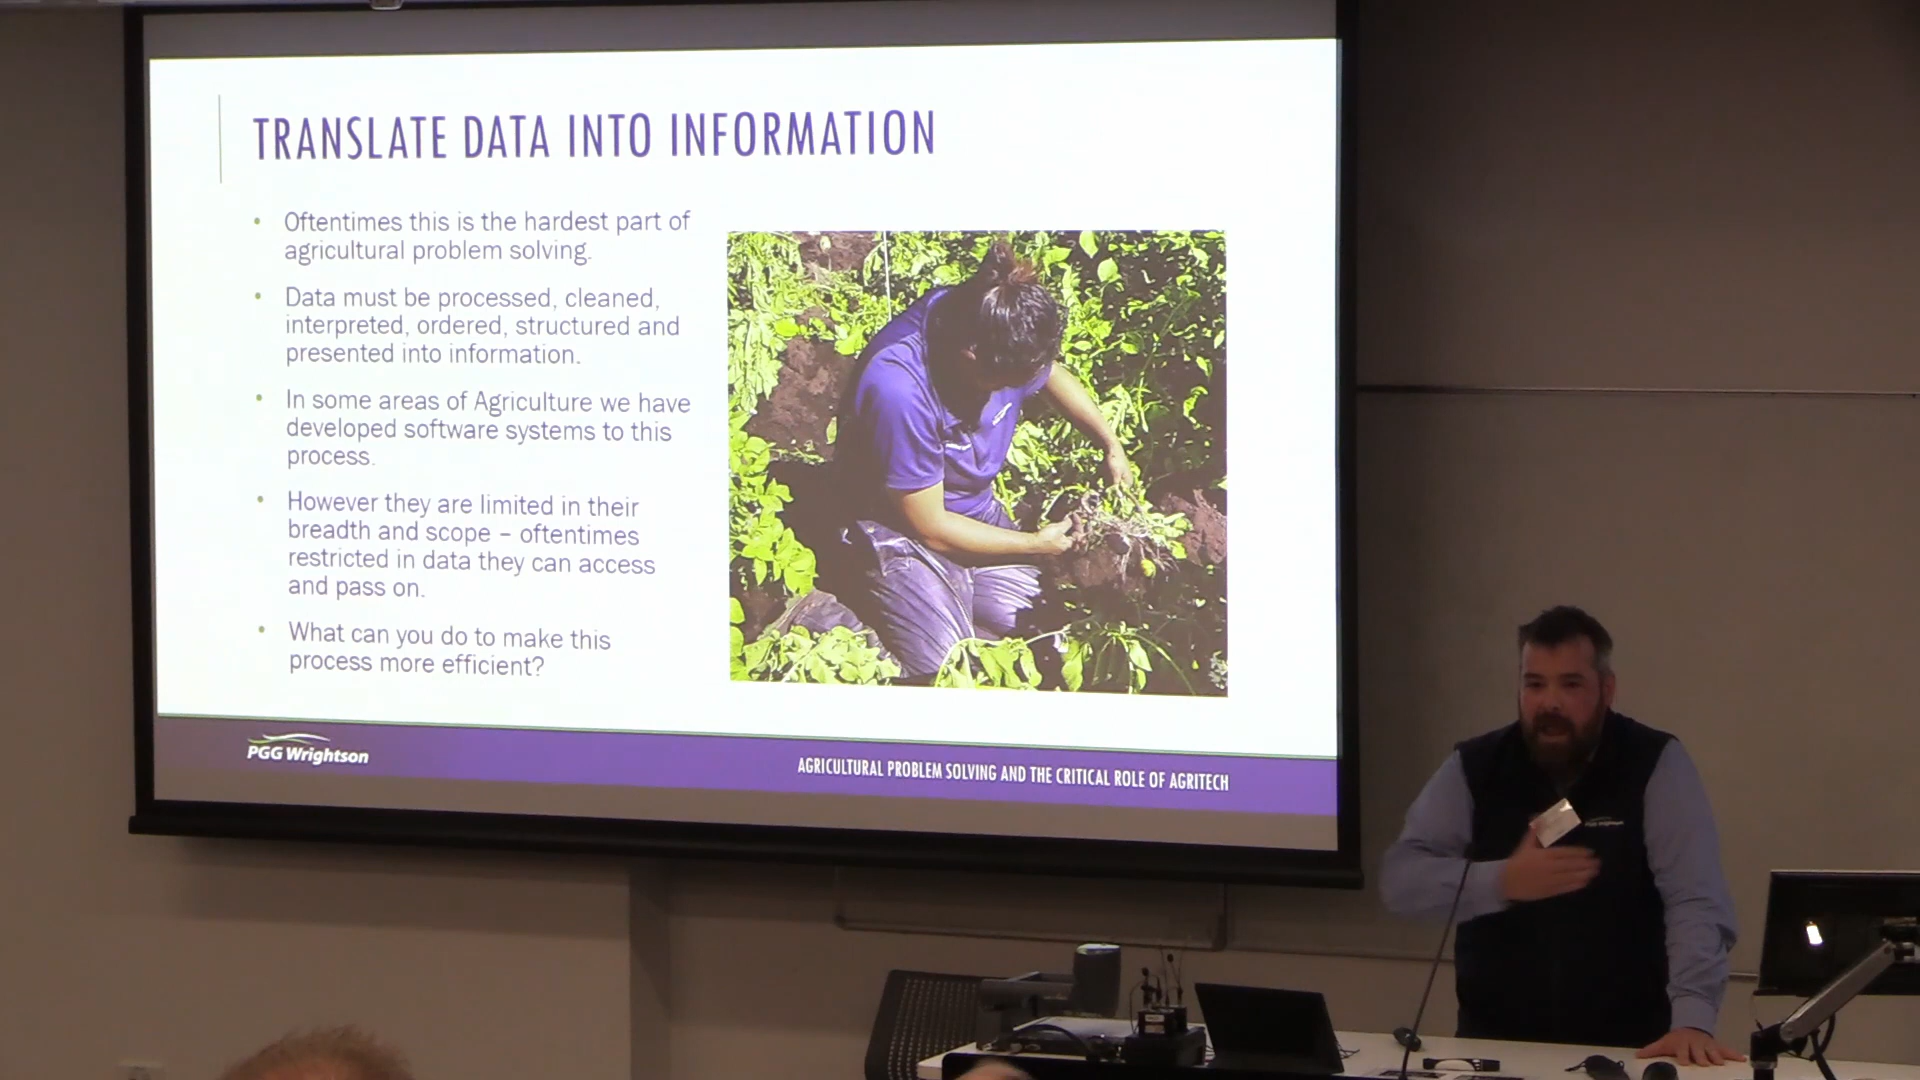 TRANSLATE DATA INTO INFORMATION
• Oftentimes this is the hardest part of
agricultural problem solving.
• Data must be processed, cleaned,
interpreted, ordered, structured and
presented into information.
• In some areas of Agriculture we have
developed software systems to this
process.
• However they are limited in their
breadth and scope – oftentimes
restricted in data they can access
and pass on.
• What can you do to make this
process more efficient?
PGG Wrightson
AGRICULTURAL PROBLEM SOLVING AND THE CRITICAL ROLE OF AGRITECH
PGG Wrightson